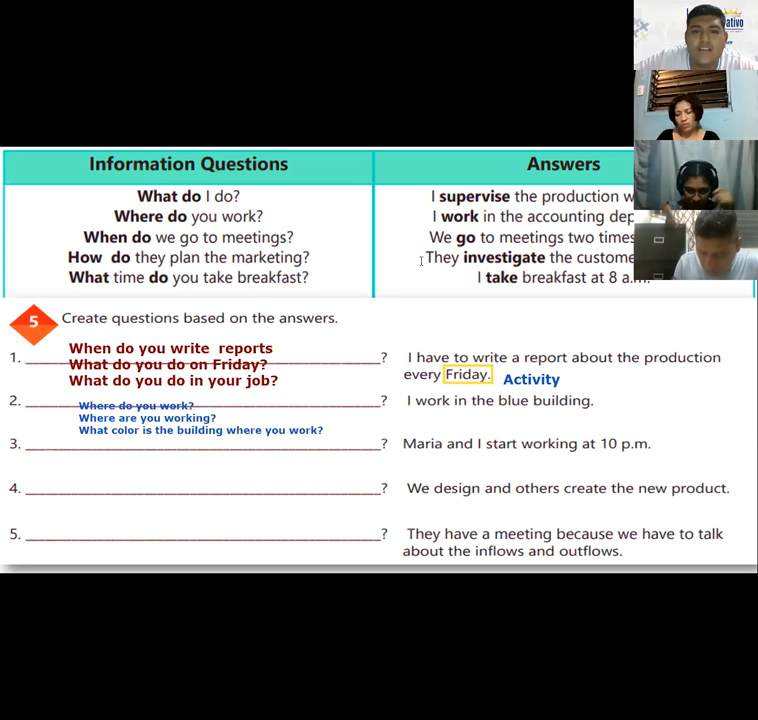 ativo
Information Questions
Answers
What do I do?
I supervise the production w
Where do you work?
I work in the accounting dep
When do we go to meetings?
We go to meetings two times
How do they plan the marketing?
They investigate the custome
What time do you take breakfast?
I take breakfast at 8 a.m.
5
Create questions based on the answers.
When do you write reports
What do you do on Friday?
What do you do in your job?
1. ?
I have to write a report about the production
every Friday. Activity
Where do you work?
Where are you working?
What color is the building where you work?
2. ?
I work in the blue building.
3. ?
Maria and I start working at 10 p.m.
4. ?
We design and others create the new product.
5. ?
They have a meeting because we have to talk
about the inflows and outflows.